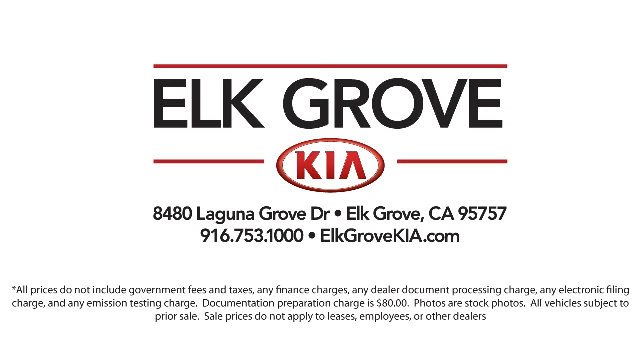 ELK GROVE
KIA
8480 Laguna Grove Dr • Elk Grove, CA 95757
916.753.1000 • ElkGroveKIA.com
*All prices do not include government fees and taxes, any finance charges, any dealer document processing charge, any electronic filing
charge, and any emission testing charge. Documentation preparation charge is $80.00. Photos are stock photos. All vehicles subject to
prior sale. Sale prices do not apply to leases, employees, or other dealers